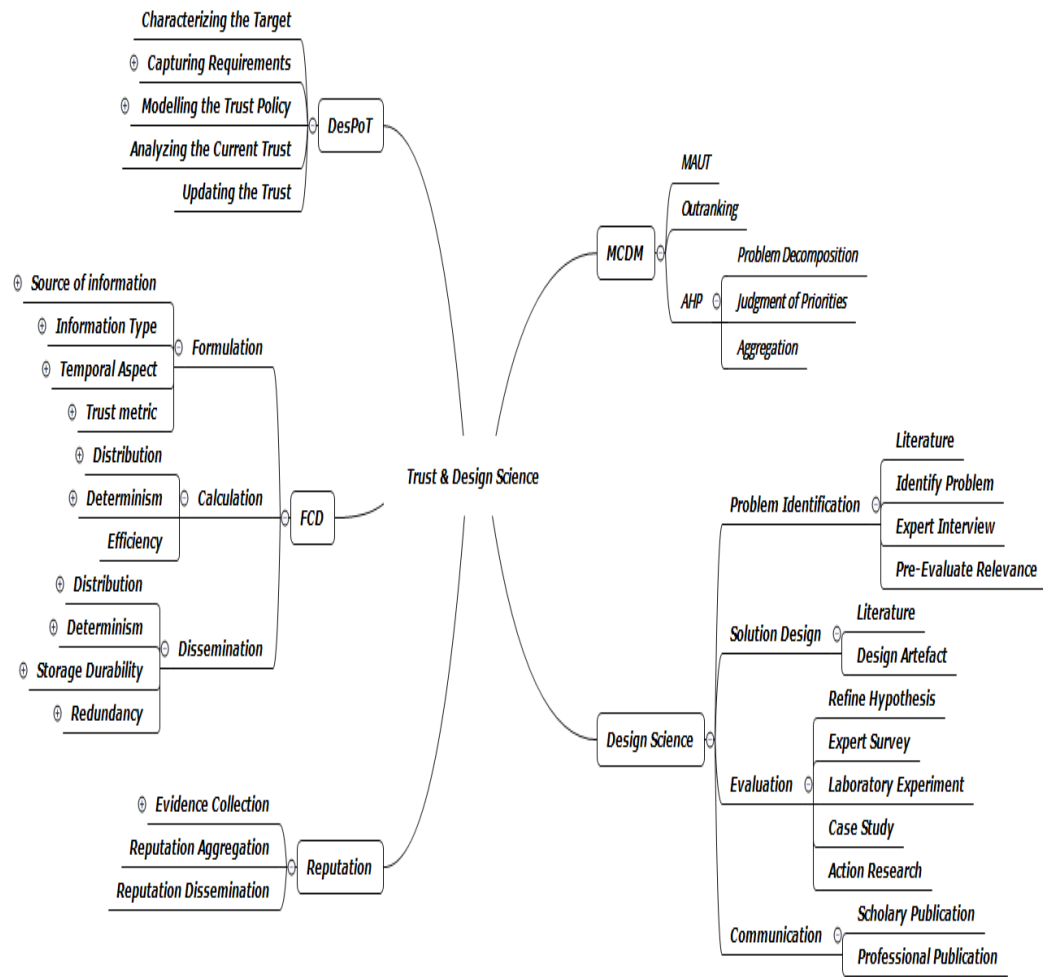 Characterizing the Target
Capturing Requirements
Modelling the Trust Policy
Analyzing the Current Trust
Updating the Trust
DesPoT
MAUT
Outranking
MCDM
AHP
Problem Decomposition
Judgment of Priorities
Aggregation
Source of information
Information Type
Temporal Aspect
Trust metric
Formulation
Distribution
Determinism
Efficiency
Calculation
FCD
Distribution
Determinism
Storage Durability
Redundancy
Dissemination
Trust & Design Science
Evidence Collection
Reputation Aggregation
Reputation Dissemination
Reputation
Design Science
Problem Identification
Literature
Identify Problem
Expert Interview
Pre-Evaluate Relevance
Solution Design
Literature
Design Artefact
Evaluation
Refine Hypothesis
Expert Survey
Laboratory Experiment
Case Study
Action Research
Communication
Scholary Publication
Professional Publication